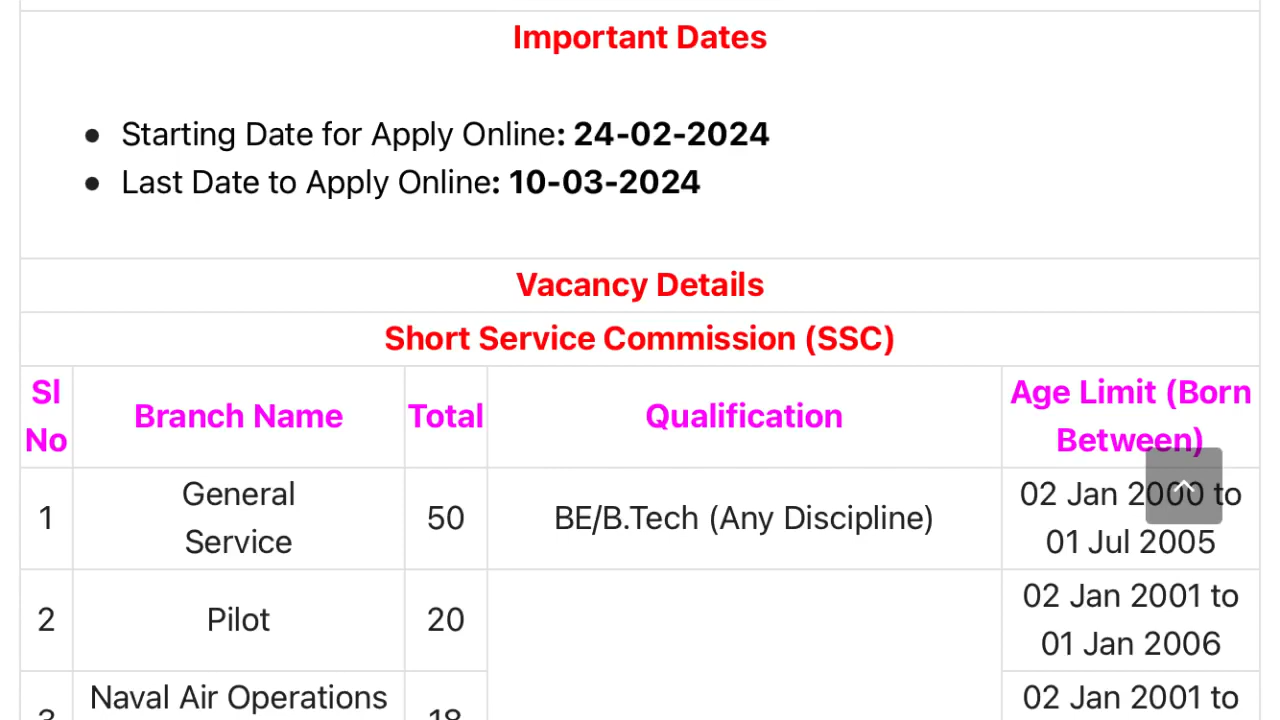 Important Dates
● Starting Date for Apply Online: 24-02-2024
● Last Date to Apply Online: 10-03-2024
Vacancy Details
Short Service Commission (SSC)
Sl No
Branch Name
Total
Qualification
Age Limit (Born Between)
1
General
Service
50
BE/B.Tech (Any Discipline)
02 Jan 2000 to
01 Jul 2005
2
Pilot
20
02 Jan 2001 to
01 Jan 2006
3
Naval Air Operations
18
02 Jan 2001 to